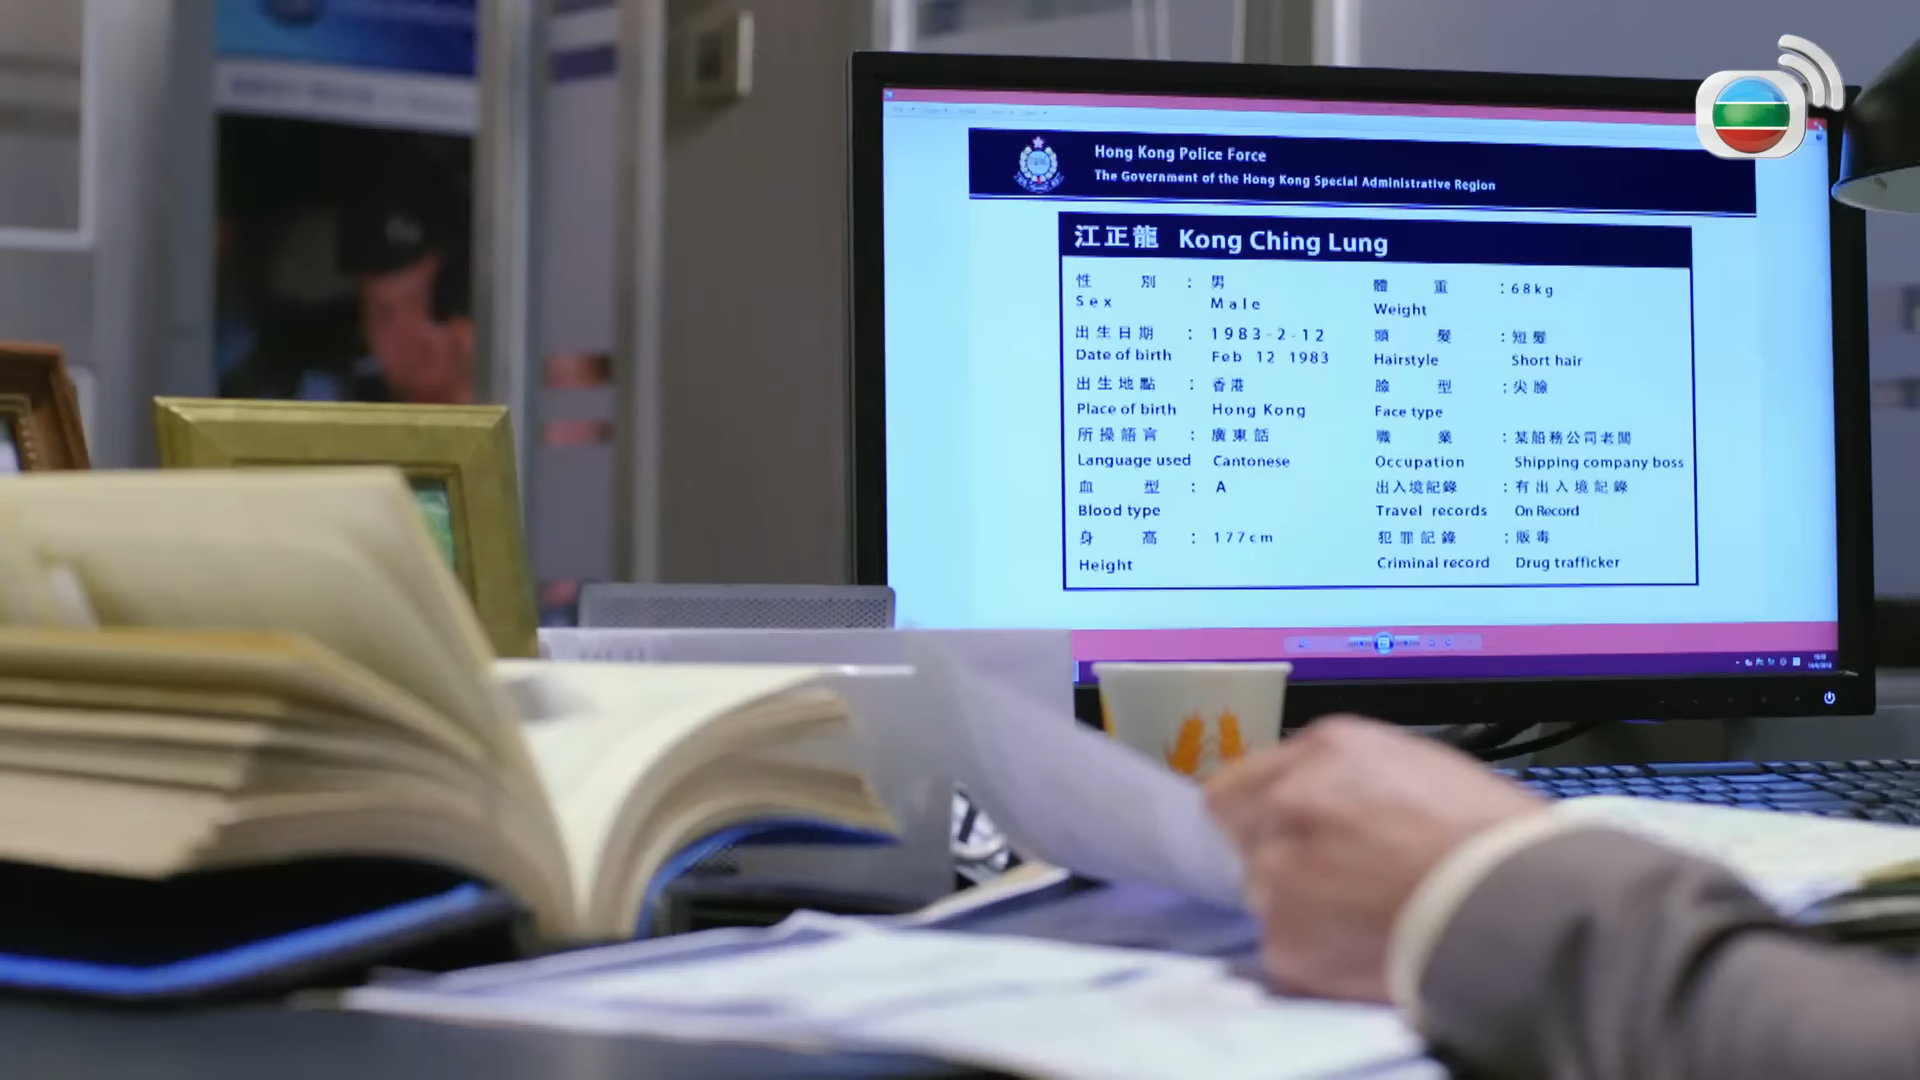 Hong Kong Police Force
The Government of the Hong Kong Special Administrative Region
江正龍 Kong Ching Lung
性別：男
Sex Male
出生日期：1983-2-12
Date of birth Feb 12 1983
出生地點：香港
Place of birth Hong Kong
所操語言：廣東話
Language used Cantonese
血型：A
Blood type
身高：177cm
Height
體重：68kg
Weight
頭髮：短髮
Hairstyle Short hair
臉型：尖臉
Face type
職業：某船務公司老闆
Occupation Shipping company boss
出入境記錄：有出入境記錄
Travel records On Record
犯罪記錄：販毒
Criminal record Drug trafficker